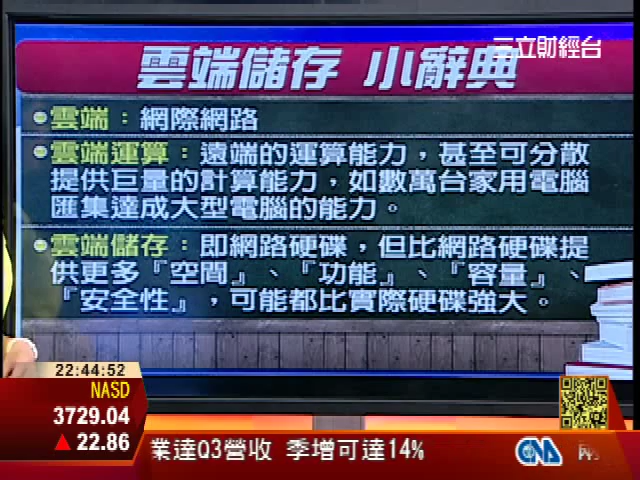 三立財經台
雲端儲存 小辭典
雲端：網際網路
雲端運算：遠端的運算能力，甚至可分散
提供巨量的計算能力，如數萬台家用電腦
匯集達成大型電腦的能力。
雲端儲存：即網路硬碟，但比網路硬碟提
供更多『空間』、『功能』、『容量』、
『安全性』，可能都比實際硬碟強大。
22:44:52
NASD
3729.04
▲ 22.86
業達Q3營收 季增可達14%
CNA